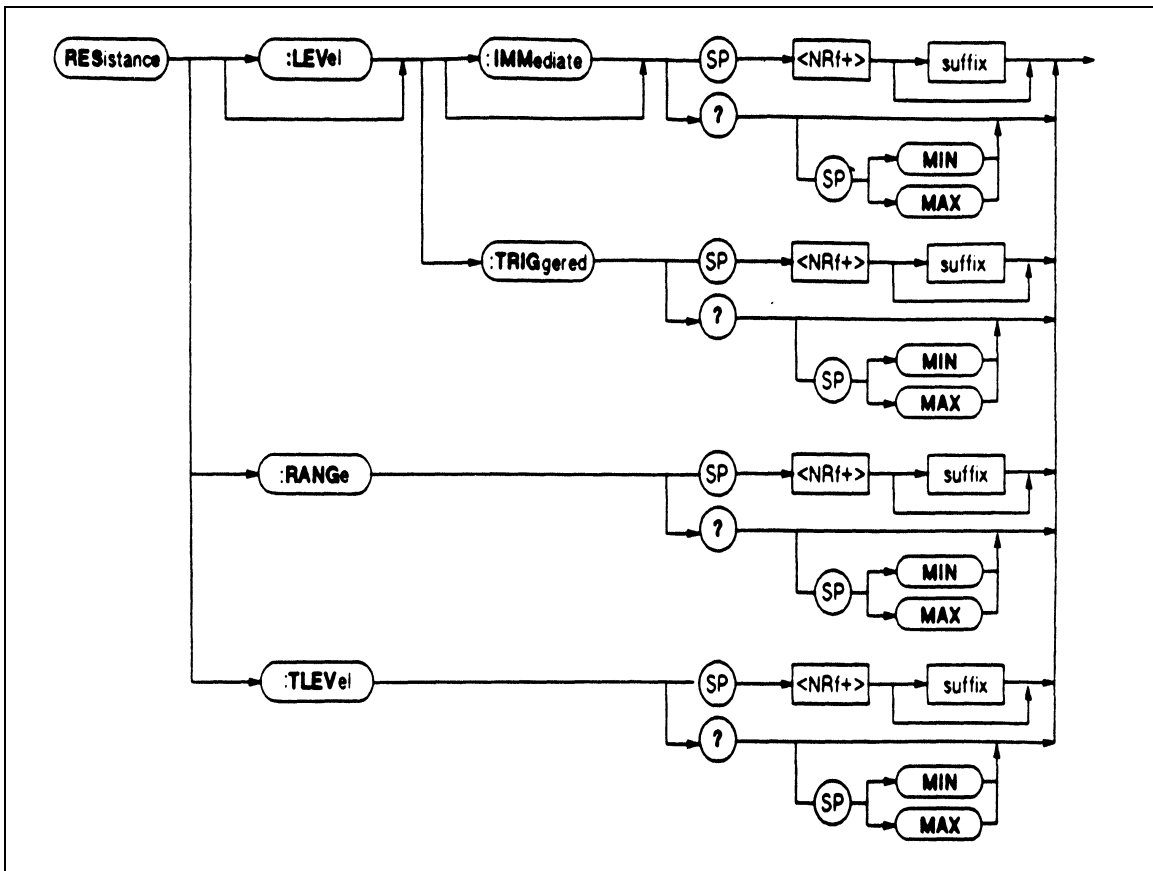 RESistance :LEVel :IMMediate SP <NRf+> suffix
?
SP MIN
MAX
:TRIGgered SP <NRf+> suffix
?
SP MIN
MAX
:RANGe SP <NRf+> suffix
?
SP MIN
MAX
:TLEVel SP <NRf+> suffix
?
SP MIN
MAX